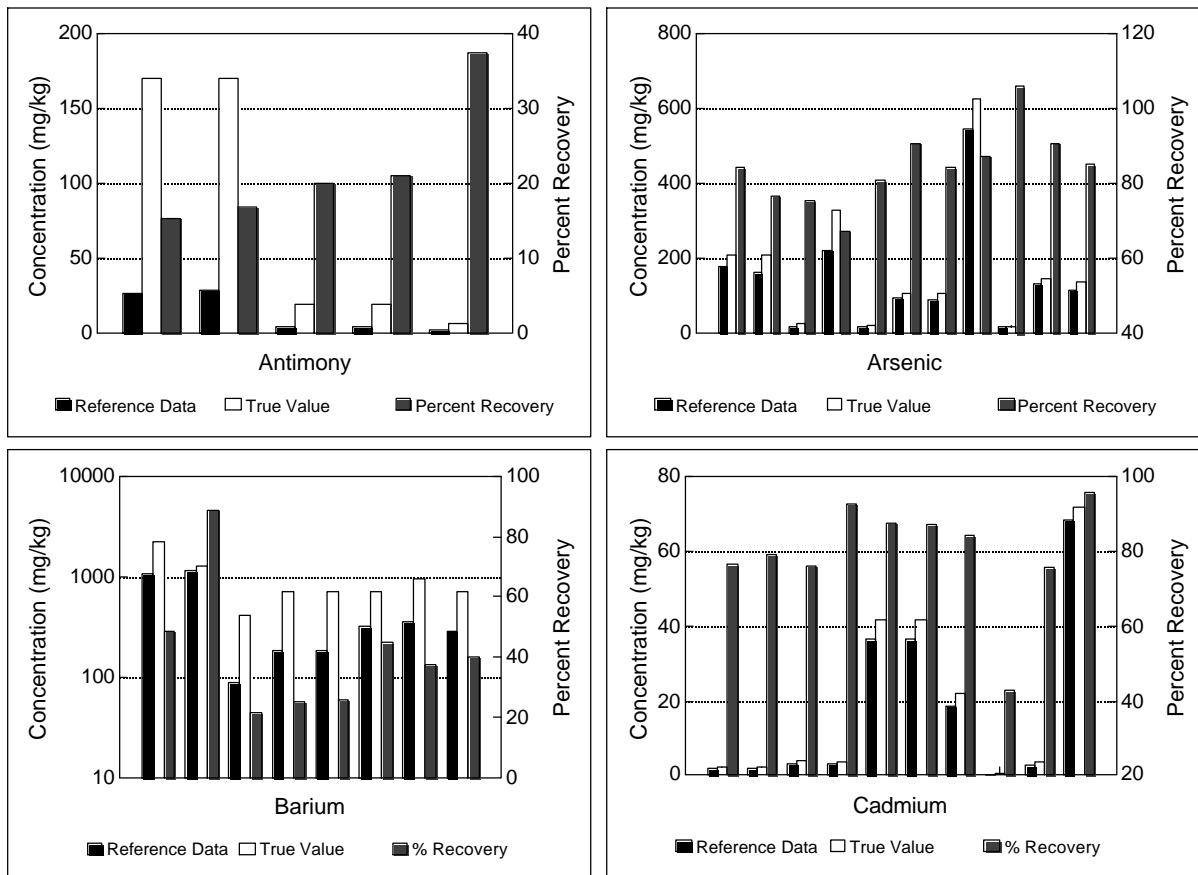 200
150
100
50
0
Concentration (mg/kg)
40
30
20
10
0
Percent Recovery
Antimony
Reference Data True Value Percent Recovery
800
600
400
200
0
Concentration (mg/kg)
120
100
80
60
40
Percent Recovery
Arsenic
Reference Data True Value Percent Recovery
10000
1000
100
10
Concentration (mg/kg)
100
80
60
40
20
0
Percent Recovery
Barium
Reference Data True Value % Recovery
80
60
40
20
0
Concentration (mg/kg)
100
80
60
40
20
Percent Recovery
Cadmium
Reference Data True Value % Recovery